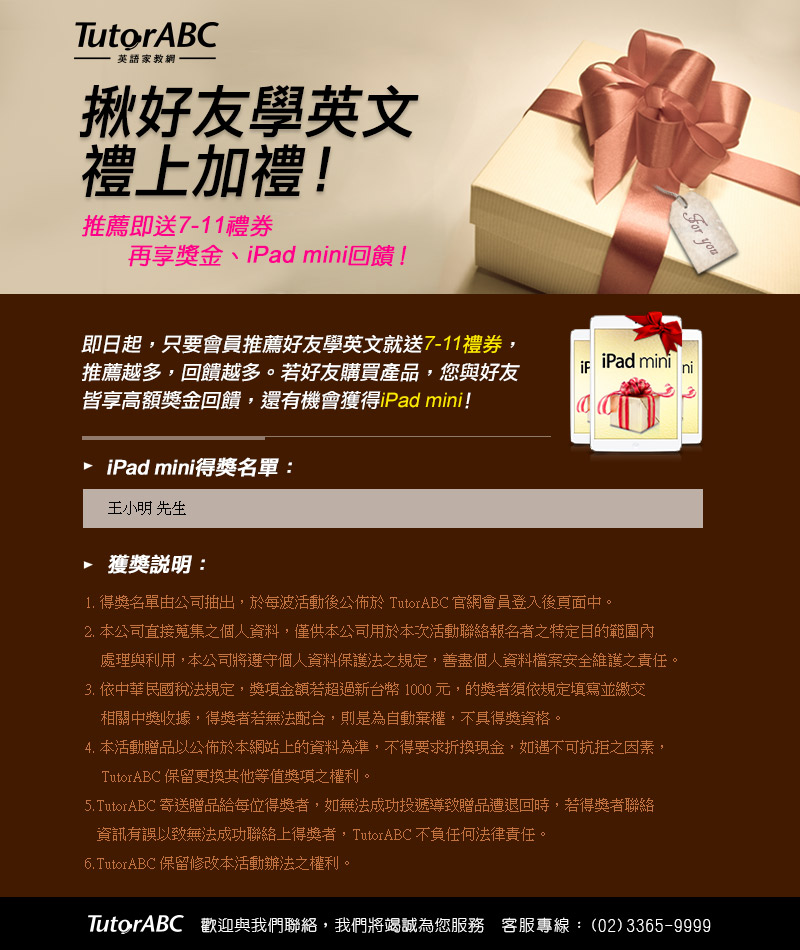 TutorABC
英語家教網
揪好友學英文
禮上加禮!
推薦即送7-11禮券
再享獎金、iPad mini回饋!
For you
即日起，只要會員推薦好友學英文就送7-11禮券，
推薦越多，回饋越多。若好友購買產品，您與好友
皆享高額獎金回饋，還有機會獲得iPad mini!
iP
iPad mini
ni
iPad mini得獎名單：
王小明 先生
獲獎説明：
1. 得獎名單由公司抽出，於每波活動後公佈於 TutorABC 官網會員登入後頁面中。
2. 本公司直接蒐集之個人資料，僅供本公司用於本次活動聯絡報名者之特定目的範圍內
處理與利用，本公司將遵守個人資料保護法之規定，善盡個人資料檔案安全維護之責任。
3. 依中華民國稅法規定，獎項金額若超過新台幣 1000 元，的獎者須依規定填寫並繳交
相關中獎收據，得獎者若無法配合，則是為自動棄權，不具得獎資格。
4. 本活動贈品以公佈於本網站上的資料為準，不得要求折換現金，如遇不可抗拒之因素，
TutorABC 保留更換其他等值獎項之權利。
5.TutorABC 寄送贈品給每位得獎者，如無法成功投遞導致贈品遭退回時，若得獎者聯絡
資訊有誤以致無法成功聯絡上得獎者，TutorABC 不負任何法律責任。
6.TutorABC 保留修改本活動辦法之權利。
TutorABC 歡迎與我們聯絡，我們將竭誠為您服務 客服專線：(02)3365-9999